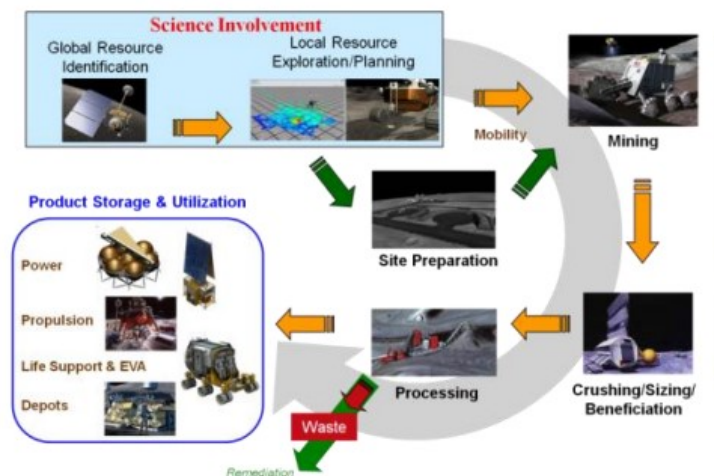 Science Involvement
Global Resource
Identification
Local Resource
Exploration/Planning
Mobility
Mining
Product Storage & Utilization
Site Preparation
Power
Propulsion
Life Support & EVA
Depots
Processing
Crushing/Sizing/
Beneficiation
Waste
Remediation